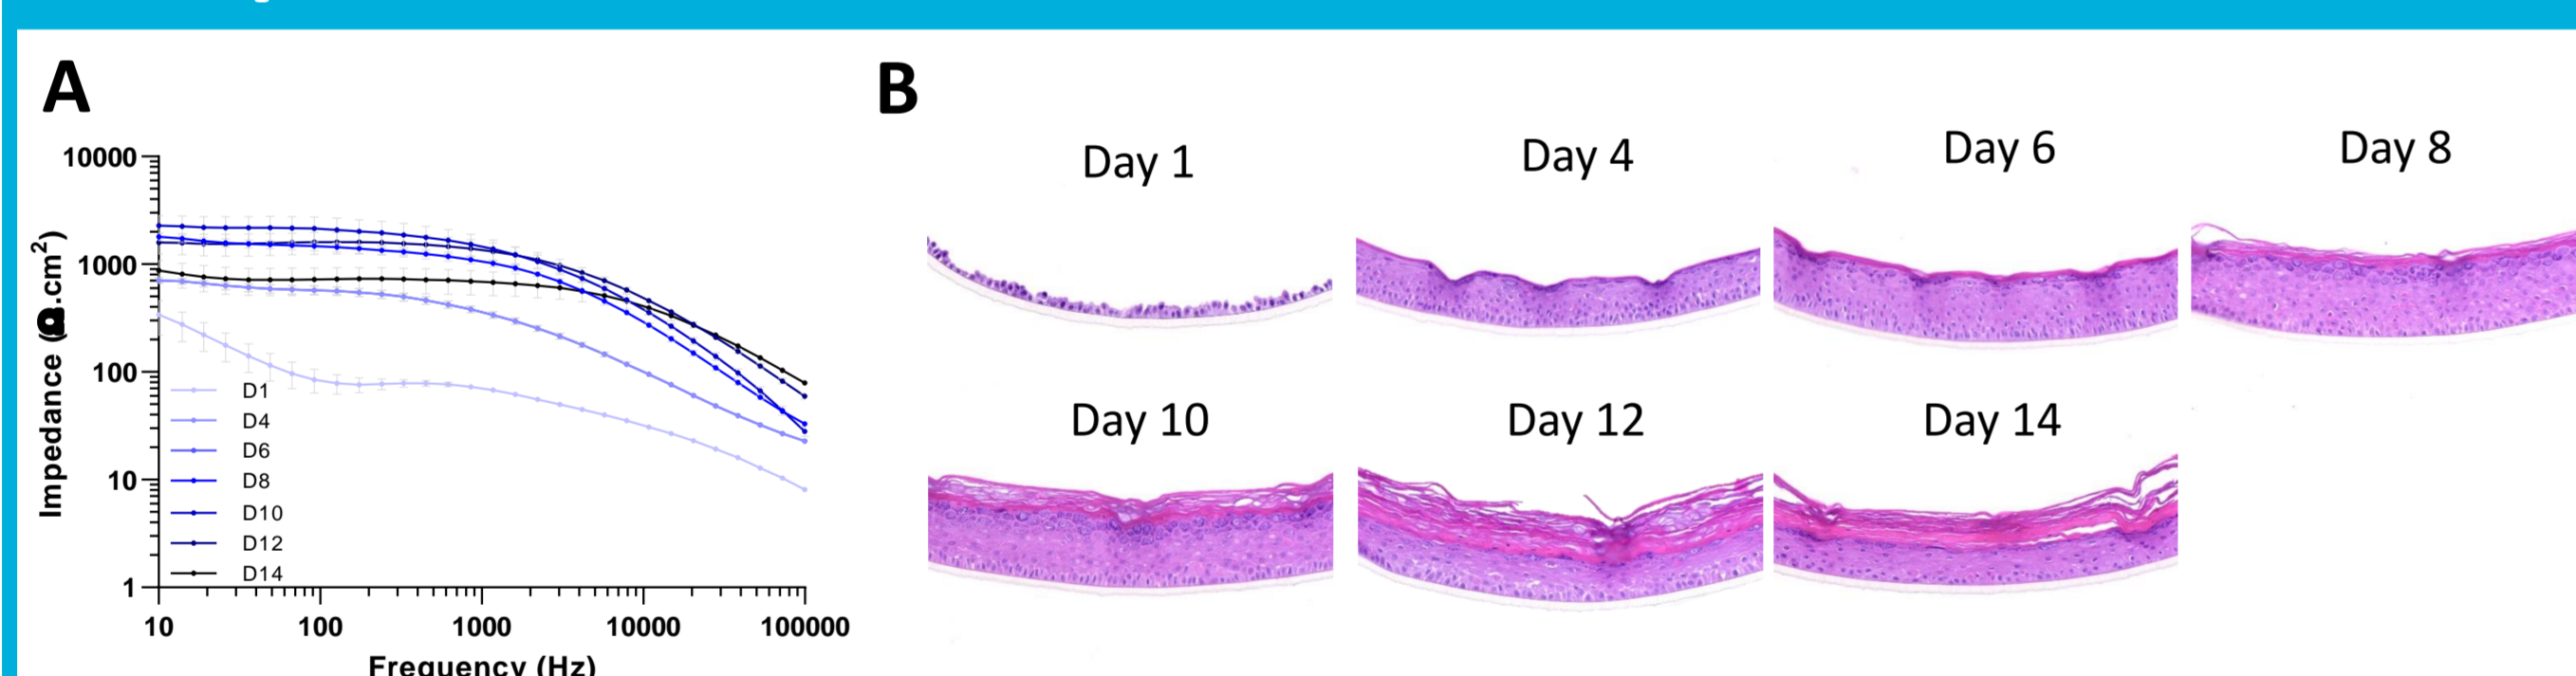 A
B
10000
1000
100
10
1
Impedance (Ω.cm²)
D1
D4
D6
D8
D10
D12
D14
10
100
1000
10000
100000
Frequency (Hz)
Day 1
Day 4
Day 6
Day 8
Day 10
Day 12
Day 14